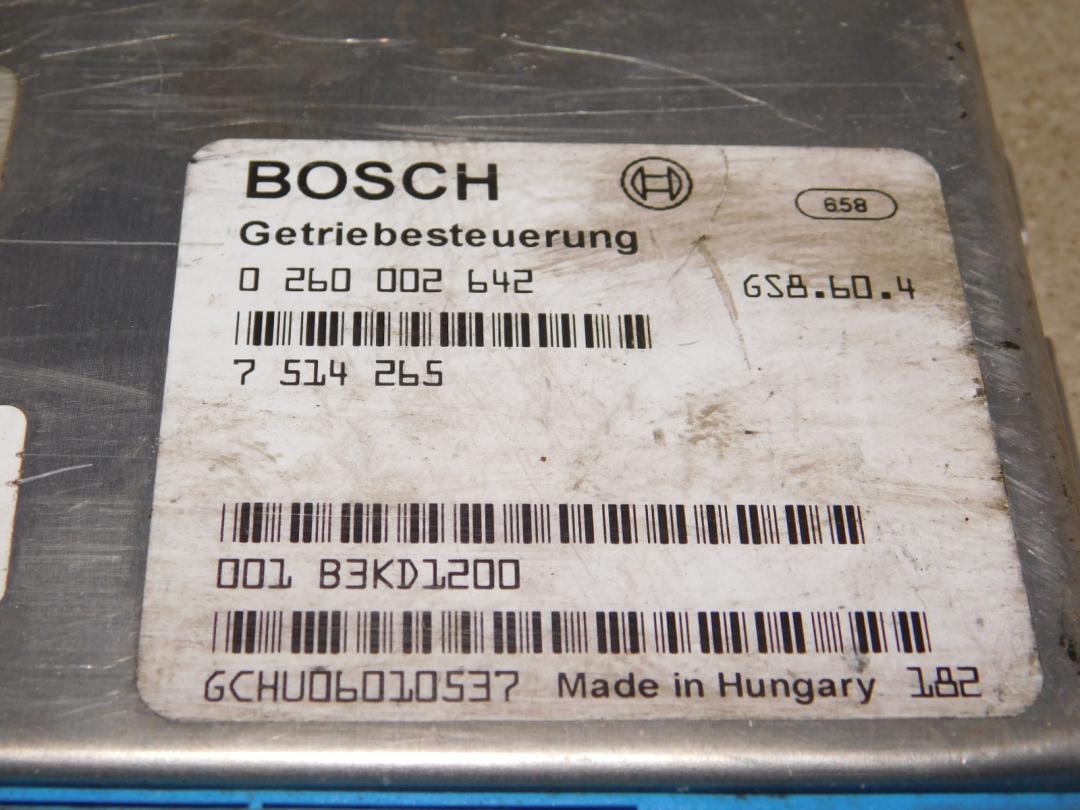 BOSCH
658
Getriebesteuerung
0 260 002 642 GS8.60.4
7 514 265
001 B3KD1200
GCHU06010537 Made in Hungary 182